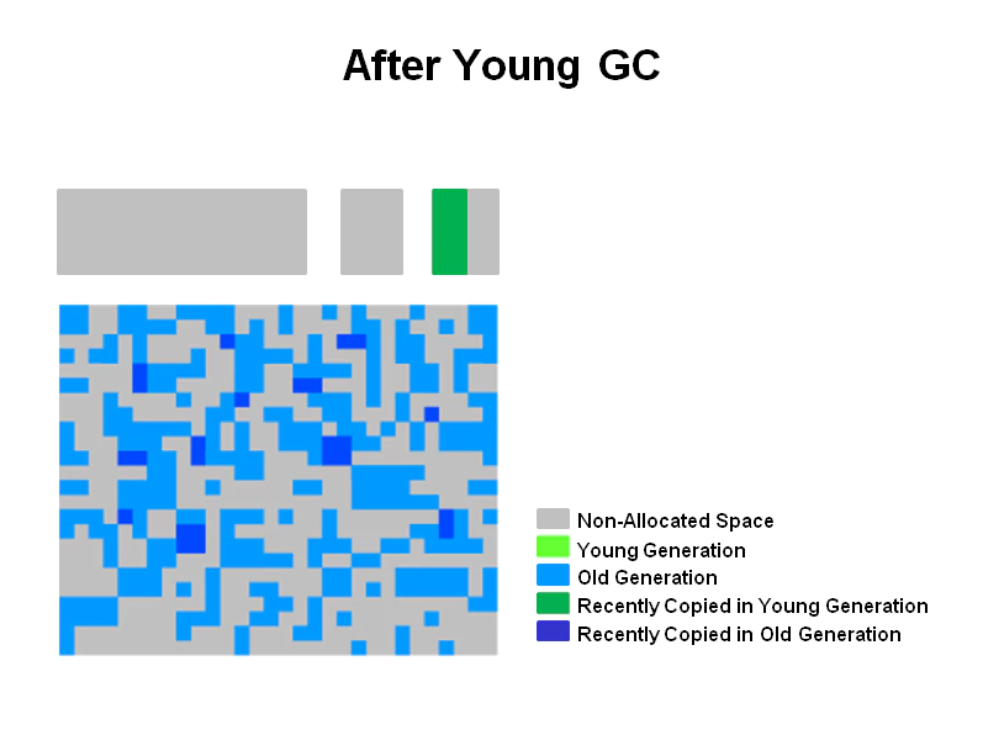 After Young GC
Non-Allocated Space
Young Generation
Old Generation
Recently Copied in Young Generation
Recently Copied in Old Generation